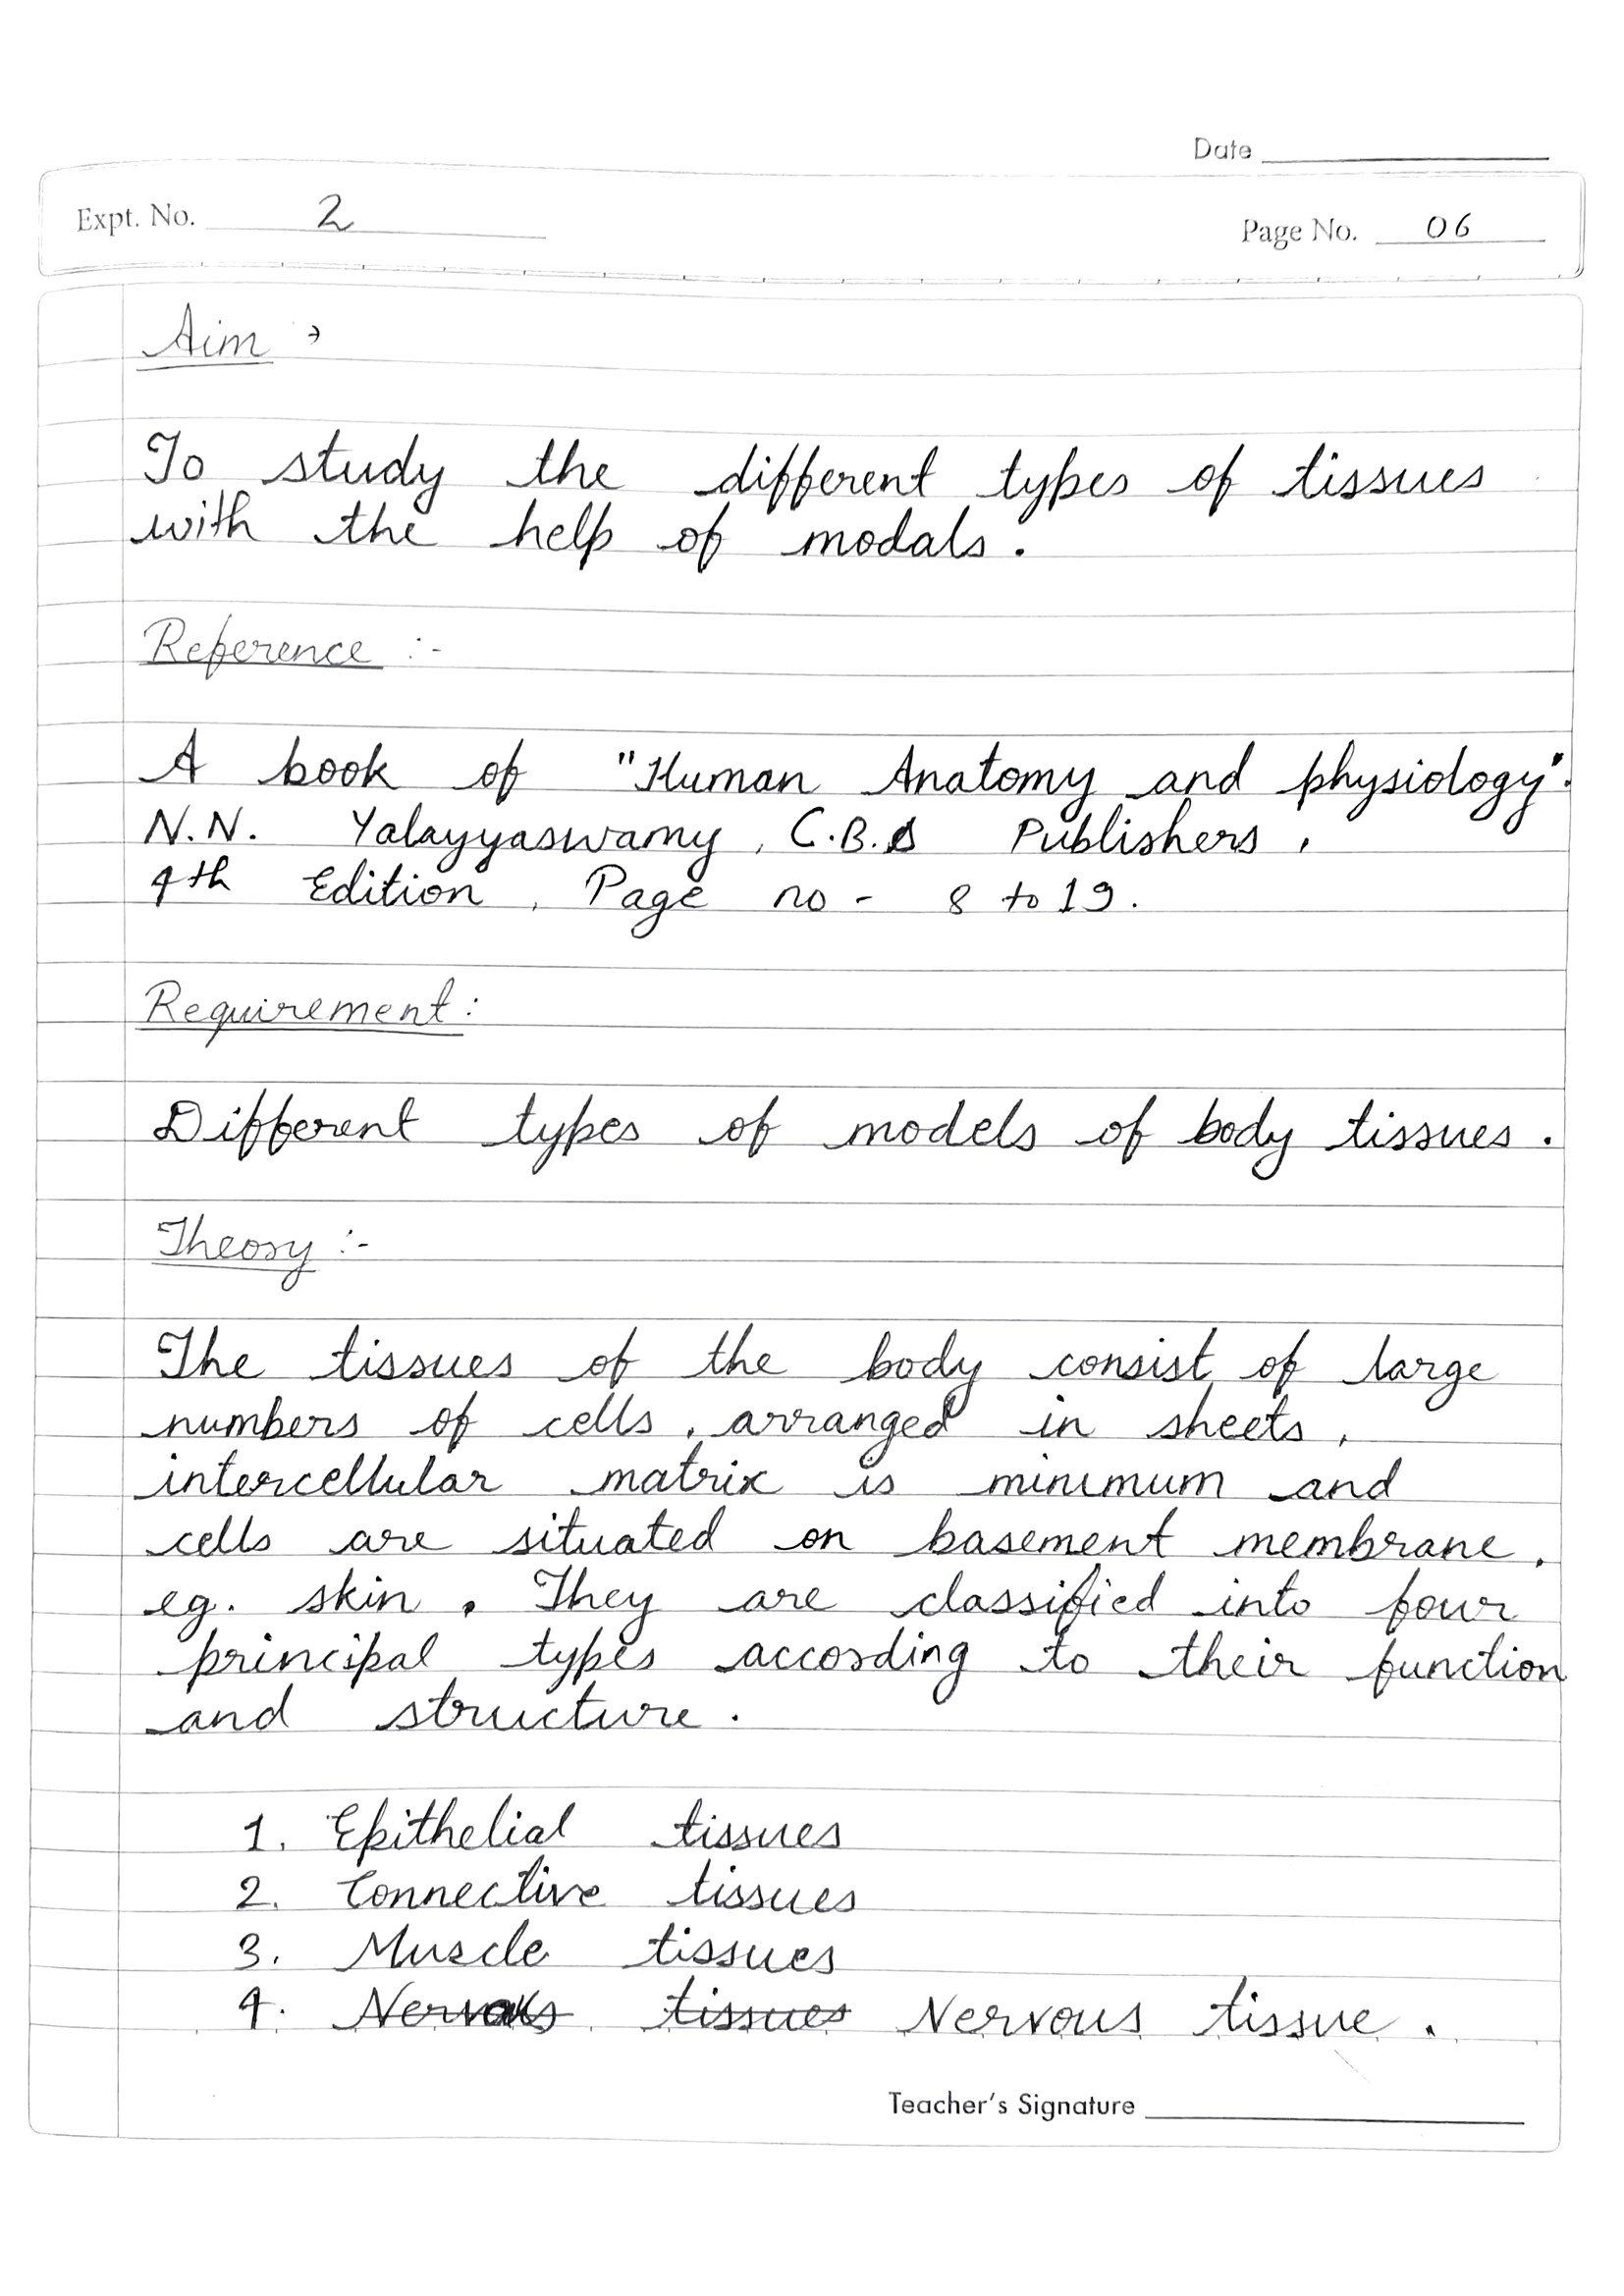 Date
Expt. No. 2
Page No. 06
Aim →
To study the different types of tissues
with the help of modals.
Reference :-
A book of "Human Anatomy and physiology".
N.N. Yalayyaswamy, C.B.S Publishers,
4th Edition, Page no - 8 to 19.
Requirement:
Different types of models of body tissues.
Theory :-
The tissues of the body consist of large
numbers of cells, arranged in sheets,
intercellular matrix is minimum and
cells are situated on basement membrane.
eg. skin. They are classified into four
principal types according to their function
and structure.
1. Epithelial tissues
2. Connective tissues
3. Muscle tissues
4. tissues Nervous tissue.
Teacher's Signature